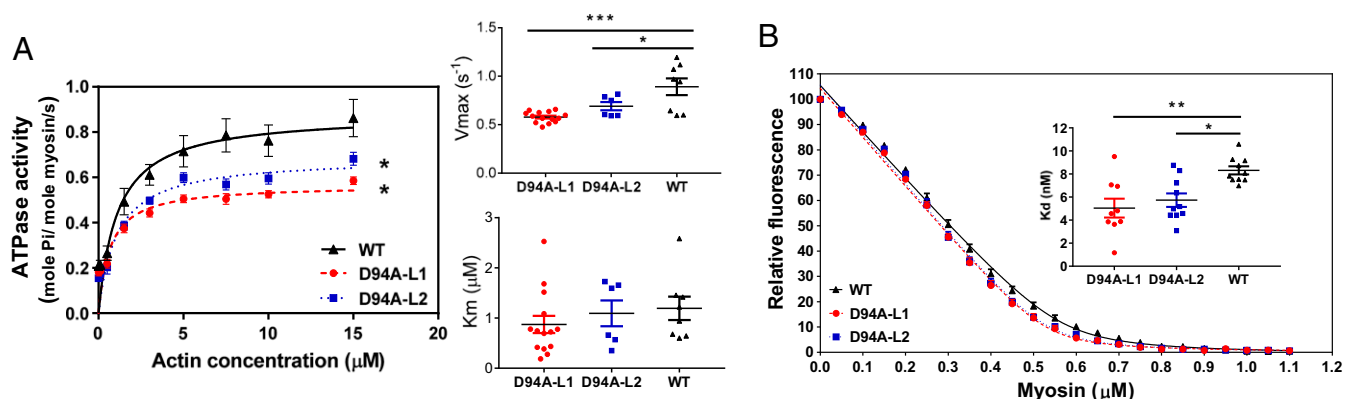 A
ATPase activity
(mole Pi/ mole myosin/s)
1.0
0.8
0.6
0.4
0.2
0.0
0
5
10
15
20
Actin concentration (μM)
*
*
WT
D94A-L1
D94A-L2
Vmax (s⁻¹)
1.5
1.0
0.5
0.0
***
*
D94A-L1
D94A-L2
WT
Km (μM)
3
2
1
0
D94A-L1
D94A-L2
WT
B
Relative fluorescence
110
100
90
80
70
60
50
40
30
20
10
0
0.0
0.1
0.2
0.3
0.4
0.5
0.6
0.7
0.8
0.9
1.0
1.1
1.2
Myosin (μM)
WT
D94A-L1
D94A-L2
Kd (nM)
12
10
8
6
4
2
0
**
*
D94A-L1
D94A-L2
WT